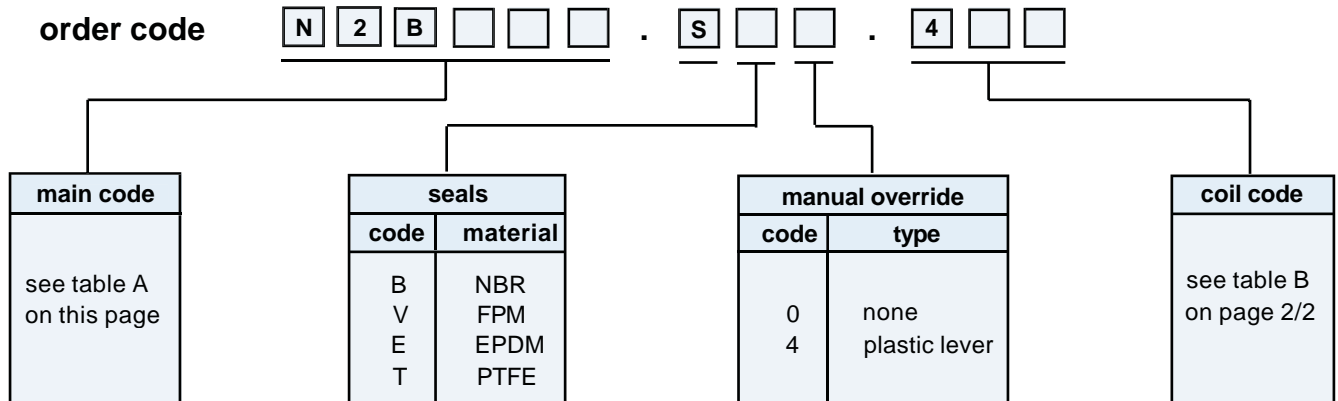 order code N 2 B . S . 4
main code
see table A
on this page
seals
code material
B NBR
V FPM
E EPDM
T PTFE
manual override
code type
0 none
4 plastic lever
coil code
see table B
on page 2/2